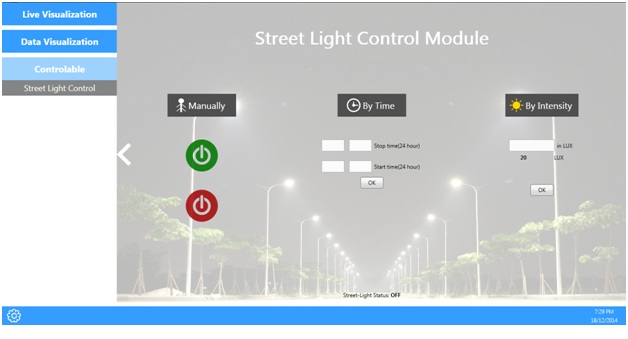 Live Visualization
Data Visualization
Controlable
Street Light Control
Street Light Control Module
Manually
By Time
By Intensity
Stop time(24 hour)
Start time(24 hour)
OK
in LUX
20 LUX
OK
Street-Light Status: OFF
7:29 PM
18/12/2014